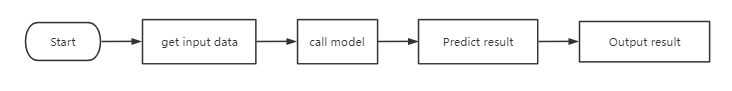 Start
get input data
call model
Predict result
Output result